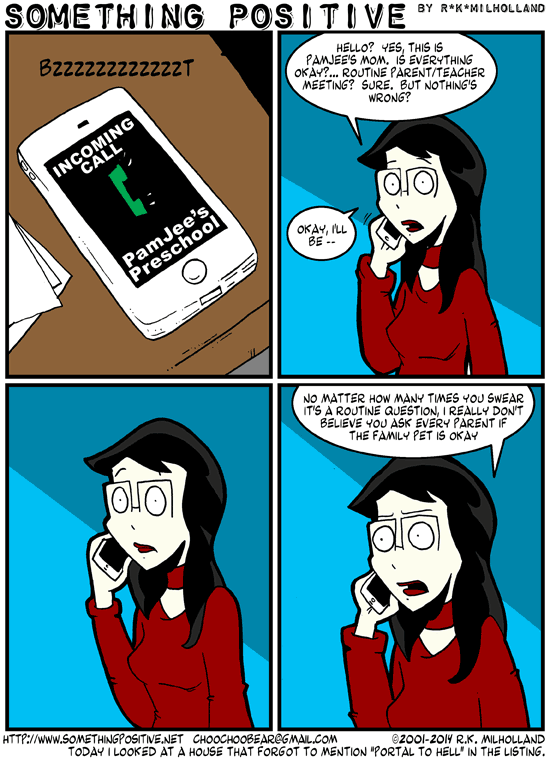 SOMETHING POSITIVE BY R*K*MILHOLLAND
BZZZZZZZZZZZZZT
INCOMING
CALL
PamJee's
Preschool
HELLO? YES, THIS IS
PAMJEE'S MOM. IS EVERYTHING
OKAY?... ROUTINE PARENT/TEACHER
MEETING? SURE. BUT NOTHING'S
WRONG?
OKAY, I'LL
BE --
NO MATTER HOW MANY TIMES YOU SWEAR
IT'S A ROUTINE QUESTION, I REALLY DON'T
BELIEVE YOU ASK EVERY PARENT IF
THE FAMILY PET IS OKAY
HTTP://WWW.SOMETHINGPOSITIVE.NET CHOOCHOOBEAR@GMAIL.COM ©2001-2014 R.K. MILHOLLAND
TODAY I LOOKED AT A HOUSE THAT FORGOT TO MENTION "PORTAL TO HELL" IN THE LISTING.